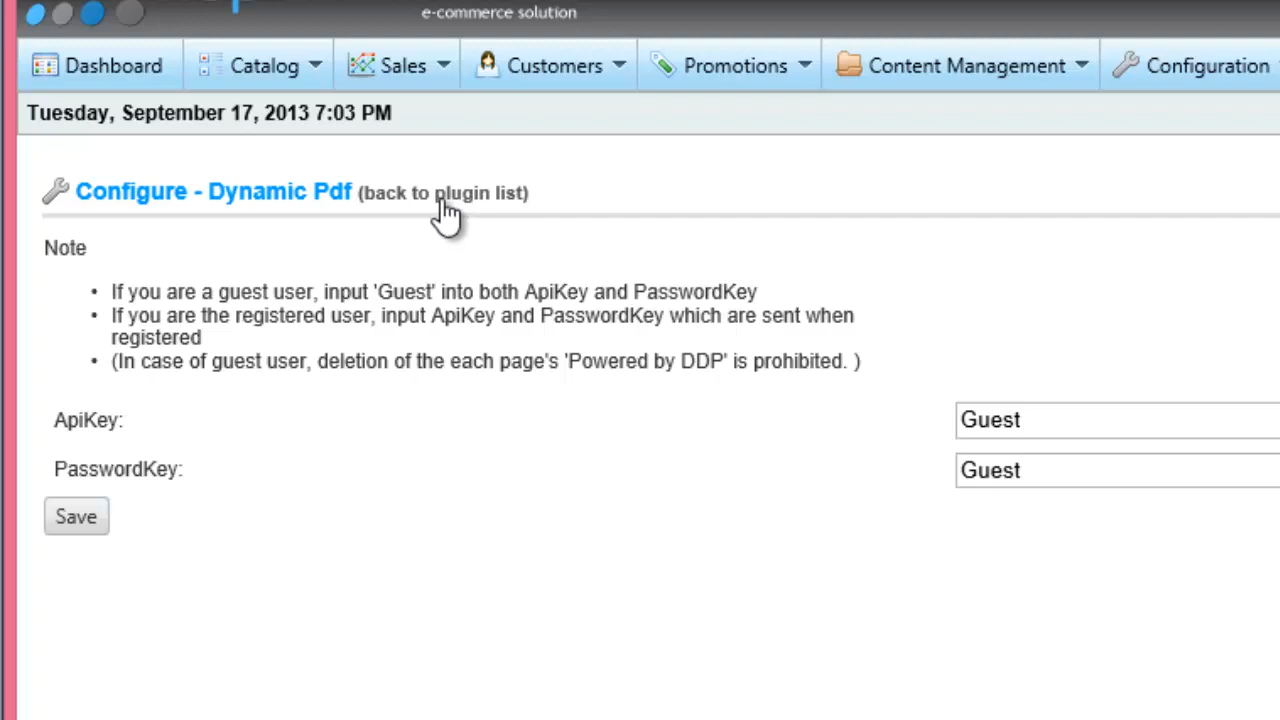 e-commerce solution
Dashboard Catalog Sales Customers Promotions Content Management Configuration
Tuesday, September 17, 2013 7:03 PM
Configure - Dynamic Pdf (back to plugin list)
Note
• If you are a guest user, input 'Guest' into both ApiKey and PasswordKey
• If you are the registered user, input ApiKey and PasswordKey which are sent when
registered
• (In case of guest user, deletion of the each page's 'Powered by DDP' is prohibited. )
ApiKey: Guest
PasswordKey: Guest
Save